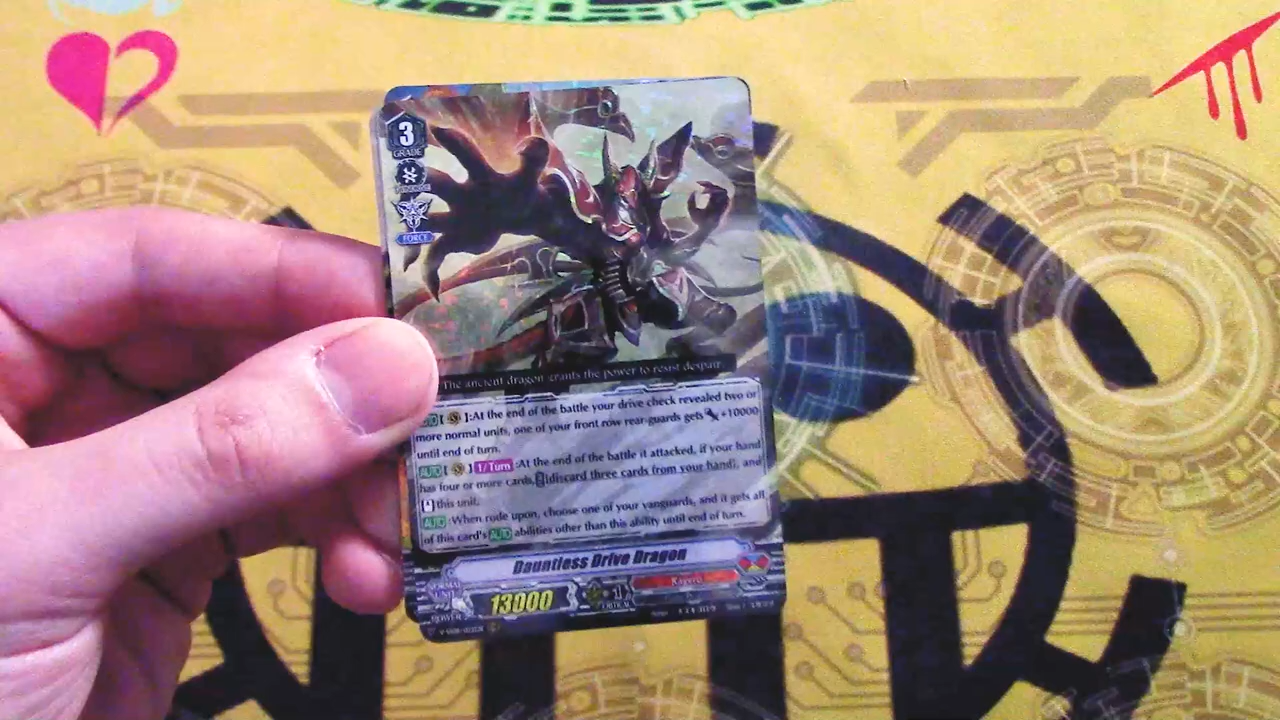 3
GRADE
FORCE
The ancient dragon grants the power to resist despair.
AUTO [ ]:At the end of the battle your drive check revealed two or
more normal units, one of your front row rear-guards gets +10000
until end of turn.
AUTO [ ] 1/Turn :At the end of the battle it attacked, if your hand
has four or more cards, [discard three cards from your hand], and
this unit.
AUTO :When rode upon, choose one of your vanguards, and it gets all
of this card's AUTO abilities other than this ability until end of turn.
Dauntless Drive Dragon
NORMAL UNIT
Kagero
POWER 13000
1 CRITICAL